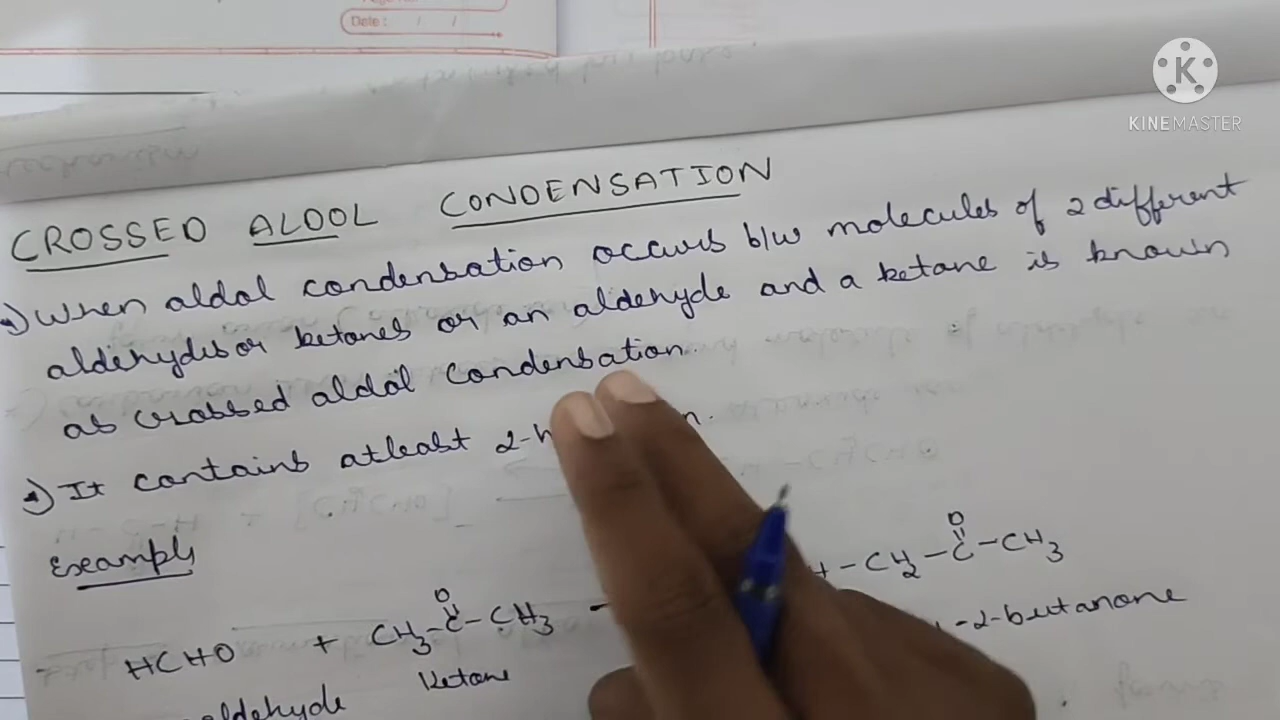 Date: / /
KINEMASTER
CROSSED ALDOL CONDENSATION
When aldol condensation occurs b/w molecules of 2 different
aldehydes or ketones or an aldehyde and a ketone is known
as crossed aldol condensation.
It contains atleast 2-
Example
HCHO + CH3-C-CH3 - H-CH2-C-CH3
O O
Ketone -2-butanone
aldehyde